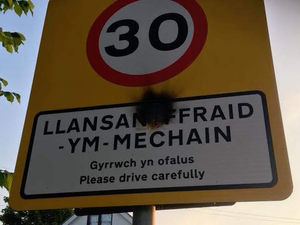 30
LLANSAN FFRAID
-YM-MECHAIN
Gyrrwch yn ofalus
Please drive carefully